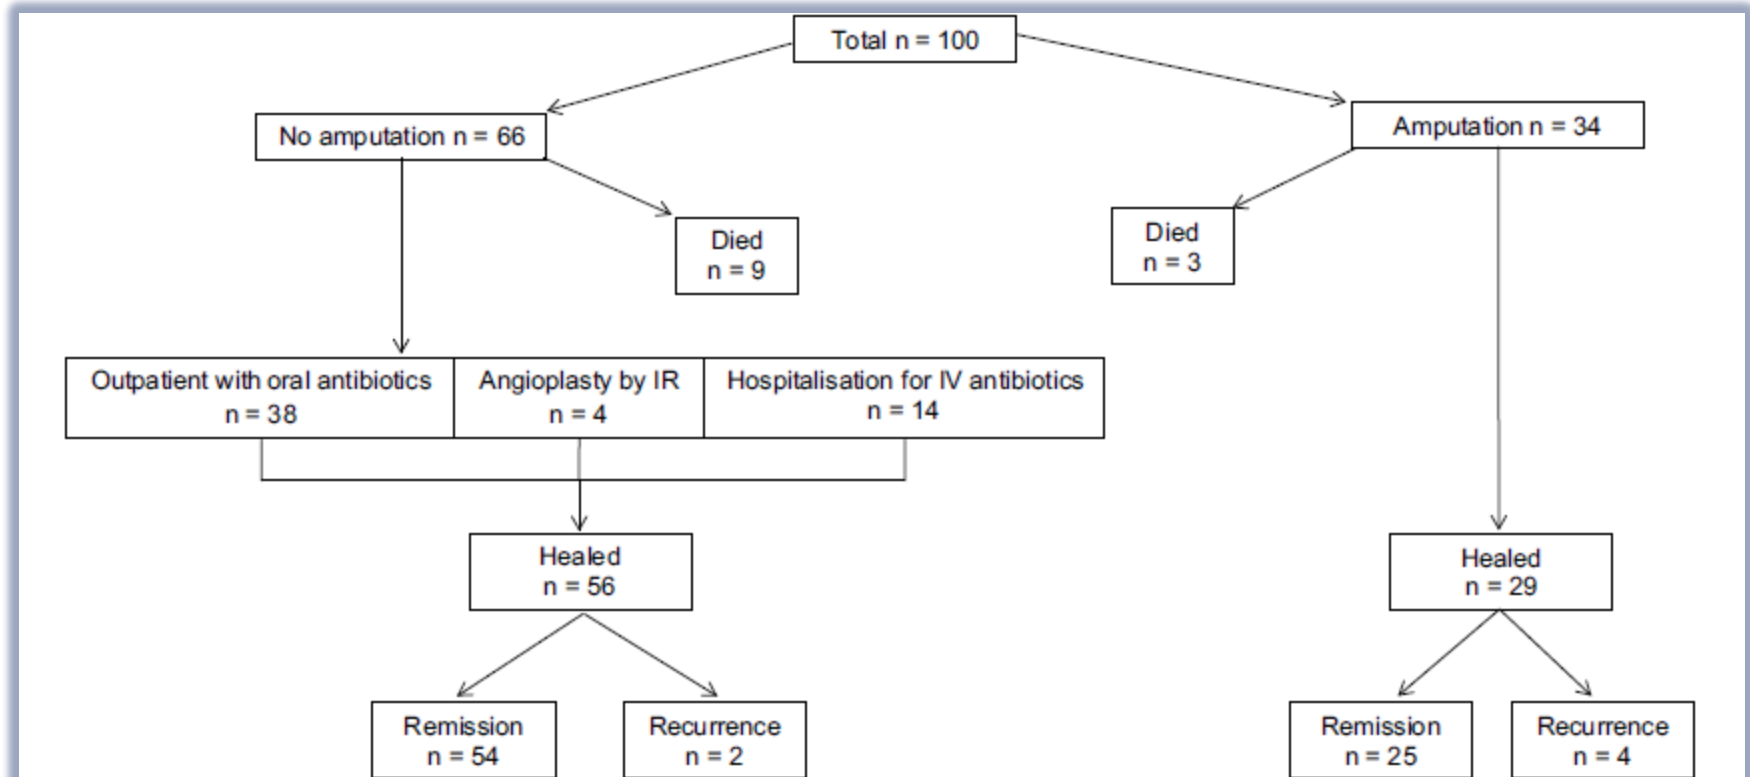 Total n = 100
No amputation n = 66
Amputation n = 34
Died
n = 9
Died
n = 3
Outpatient with oral antibiotics
n = 38
Angioplasty by IR
n = 4
Hospitalisation for IV antibiotics
n = 14
Healed
n = 56
Healed
n = 29
Remission
n = 54
Recurrence
n = 2
Remission
n = 25
Recurrence
n = 4